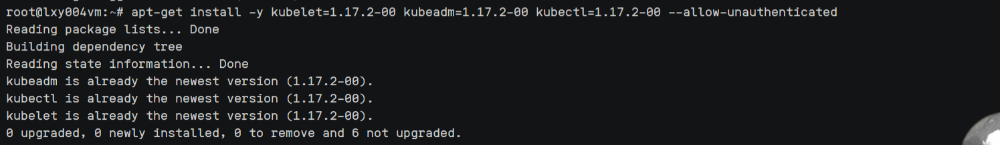 root@lxy004vm:~# apt-get install -y kubelet=1.17.2-00 kubeadm=1.17.2-00 kubectl=1.17.2-00 --allow-unauthenticated
Reading package lists... Done
Building dependency tree
Reading state information... Done
kubeadm is already the newest version (1.17.2-00).
kubectl is already the newest version (1.17.2-00).
kubelet is already the newest version (1.17.2-00).
0 upgraded, 0 newly installed, 0 to remove and 6 not upgraded.